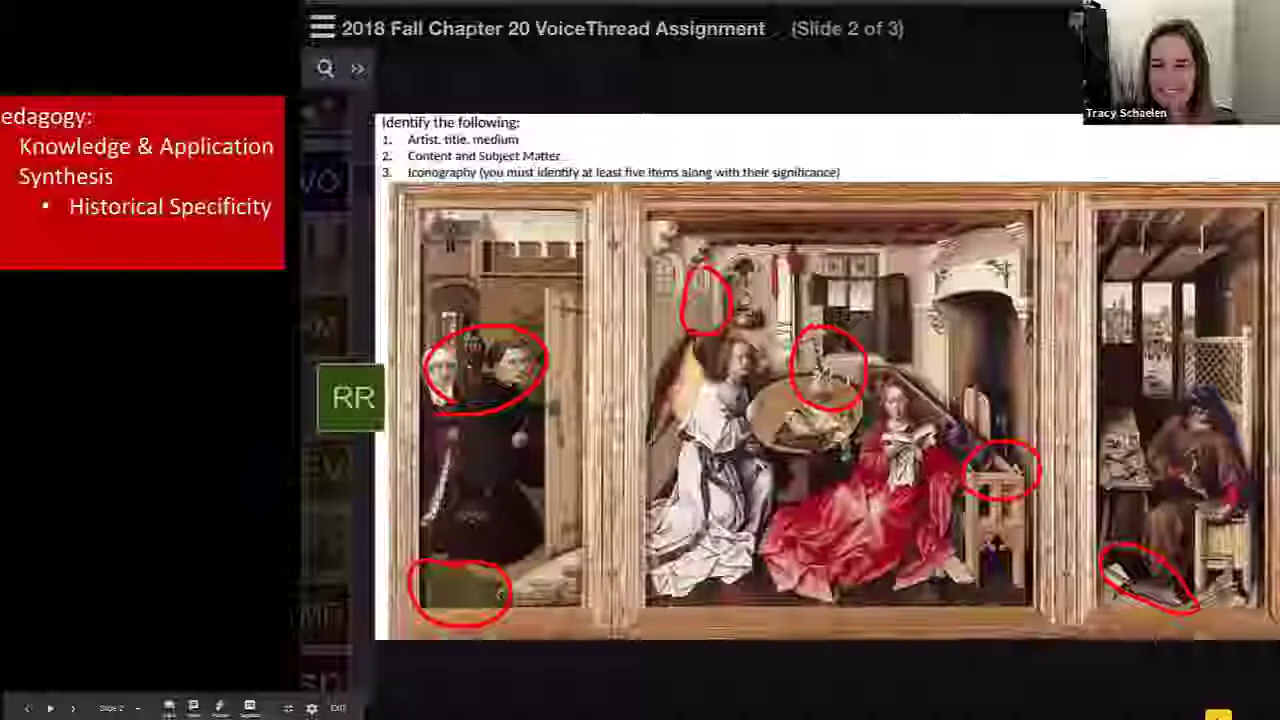 2018 Fall Chapter 20 VoiceThread Assignment (Slide 2 of 3)
Tracy Schaelen
edagogy:
Knowledge & Application
Synthesis
• Historical Specificity
Identify the following:
1. Artist, title, medium
2. Content and Subject Matter
3. Iconography (you must identify at least five items along with their significance)
RR